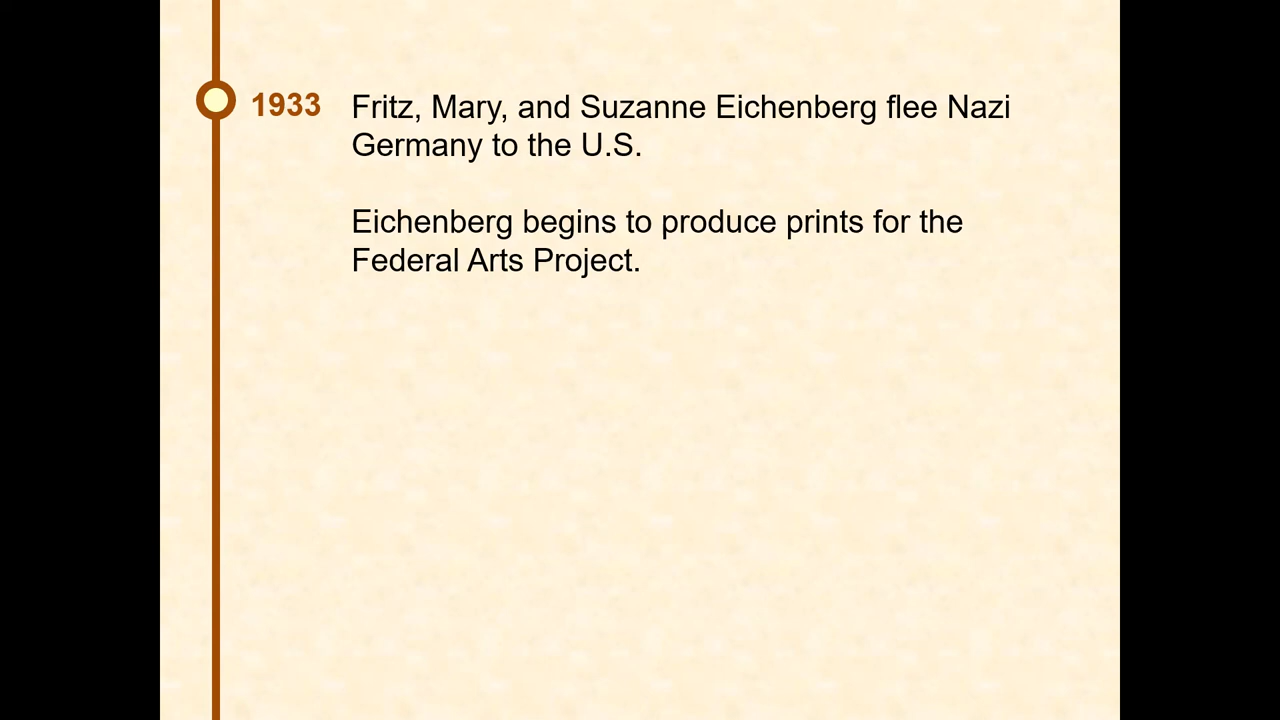 1933
Fritz, Mary, and Suzanne Eichenberg flee Nazi
Germany to the U.S.
Eichenberg begins to produce prints for the
Federal Arts Project.